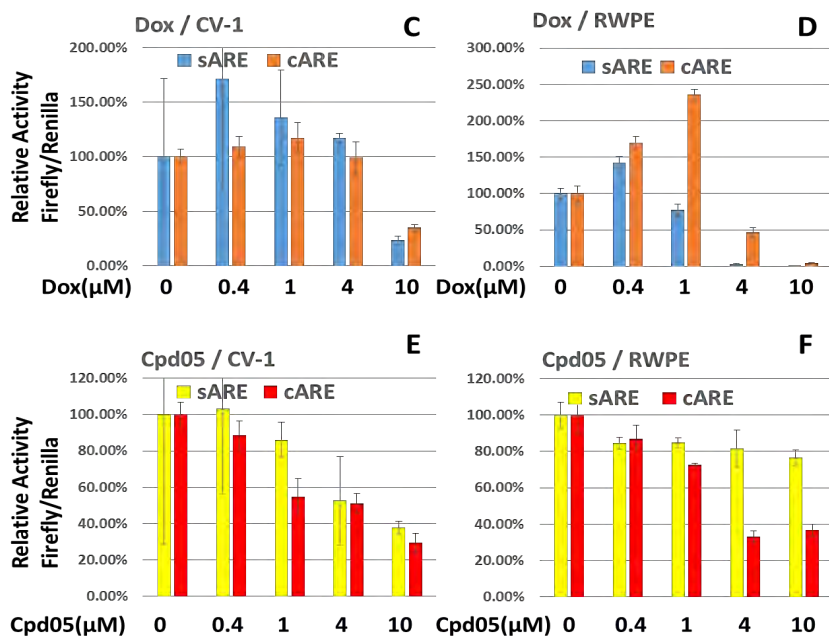 Dox / CV-1
C
sARE
cARE
Relative Activity
Firefly/Renilla
200.00%
150.00%
100.00%
50.00%
0.00%
Dox(µM)
0
0.4
1
4
10
Dox / RWPE
D
sARE
cARE
300.00%
250.00%
200.00%
150.00%
100.00%
50.00%
0.00%
Dox(µM)
0
0.4
1
4
10
Cpd05 / CV-1
E
sARE
cARE
Relative Activity
Firefly/Renilla
120.00%
100.00%
80.00%
60.00%
40.00%
20.00%
0.00%
Cpd05(µM)
0
0.4
1
4
10
Cpd05 / RWPE
F
sARE
cARE
120.00%
100.00%
80.00%
60.00%
40.00%
20.00%
0.00%
Cpd05(µM)
0
0.4
1
4
10